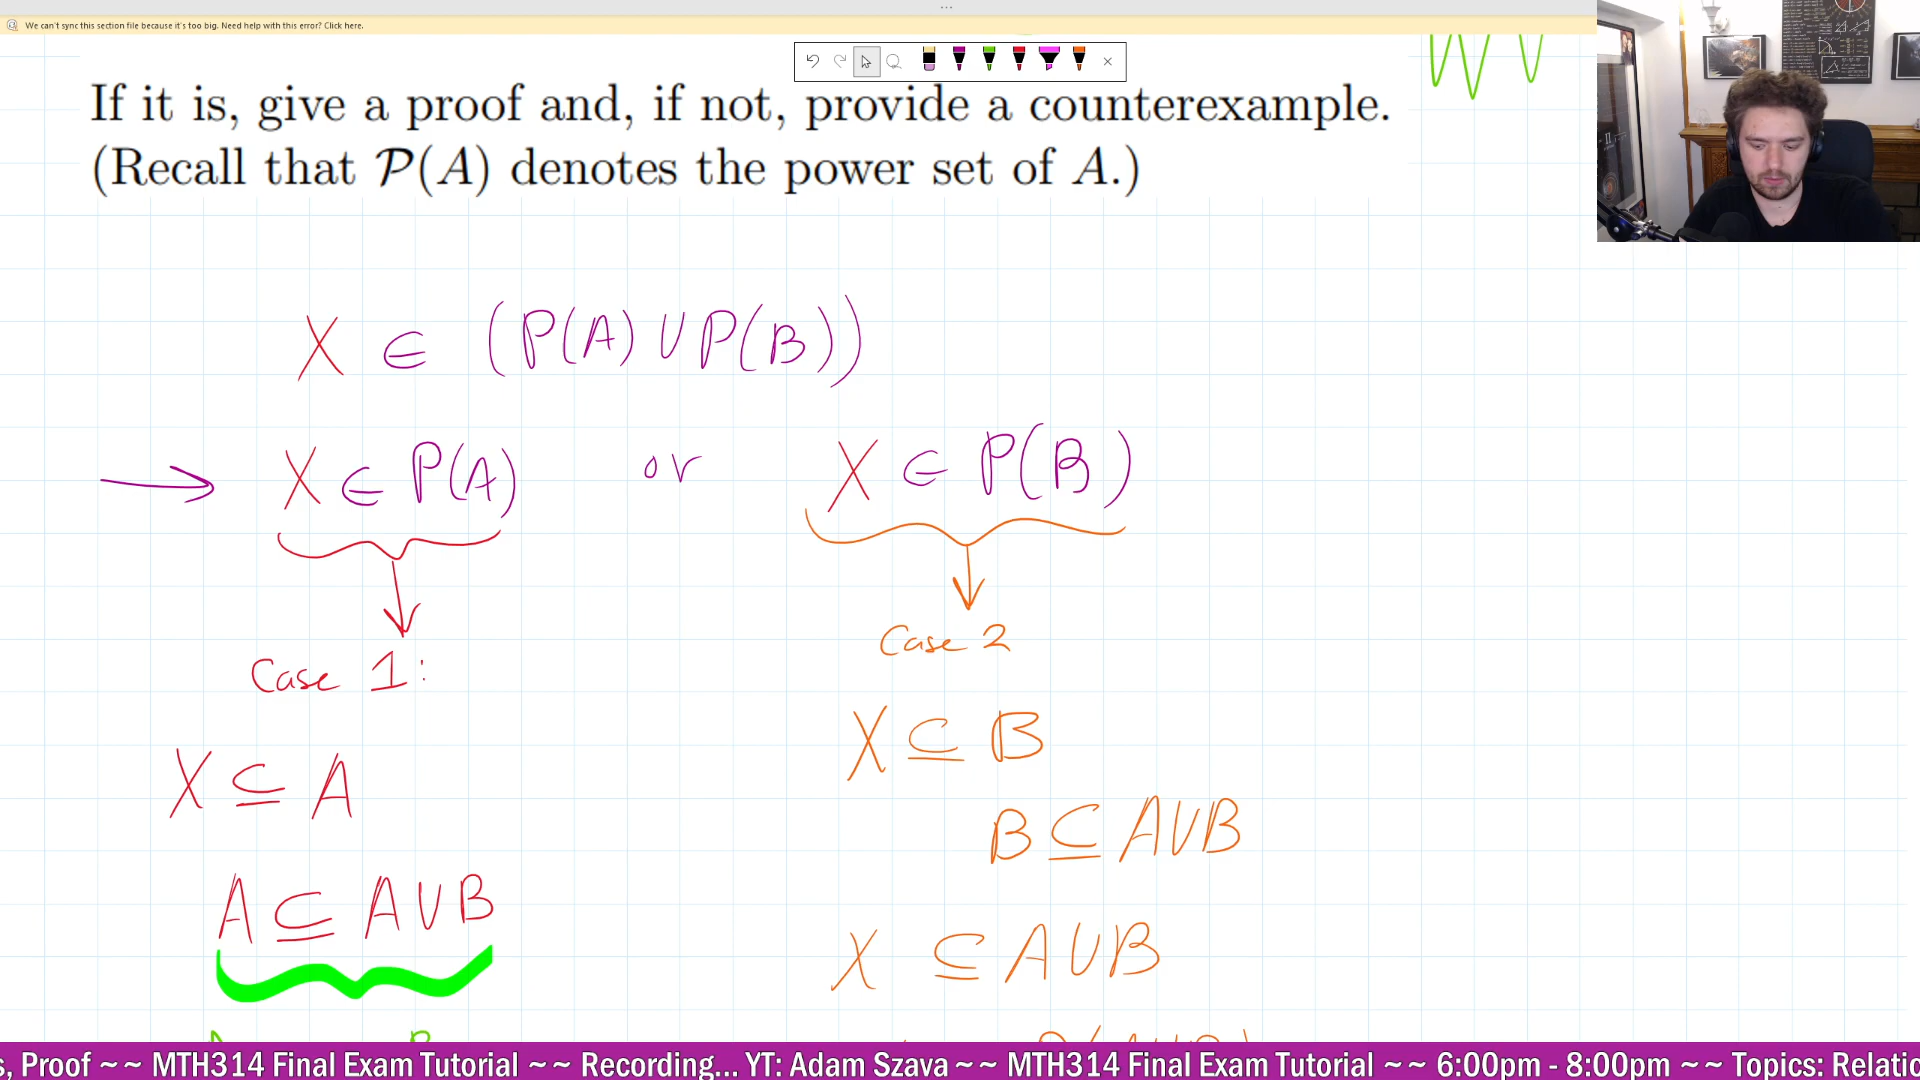 We can't sync this section file because it's too big. Need help with this error? Click here.
If it is, give a proof and, if not, provide a counterexample.
(Recall that 𝒫(A) denotes the power set of A.)
X ∈ (P(A) ∪ P(B))
X ∈ P(A) or X ∈ P(B)
Case 1:
Case 2
X ⊆ A
X ⊆ B
B ⊆ A∪B
A ⊆ A∪B
X ⊆ A∪B
s, Proof ~~ MTH314 Final Exam Tutorial ~~ Recording... YT: Adam Szava ~~ MTH314 Final Exam Tutorial ~~ 6:00pm - 8:00pm ~~ Topics: Relatio